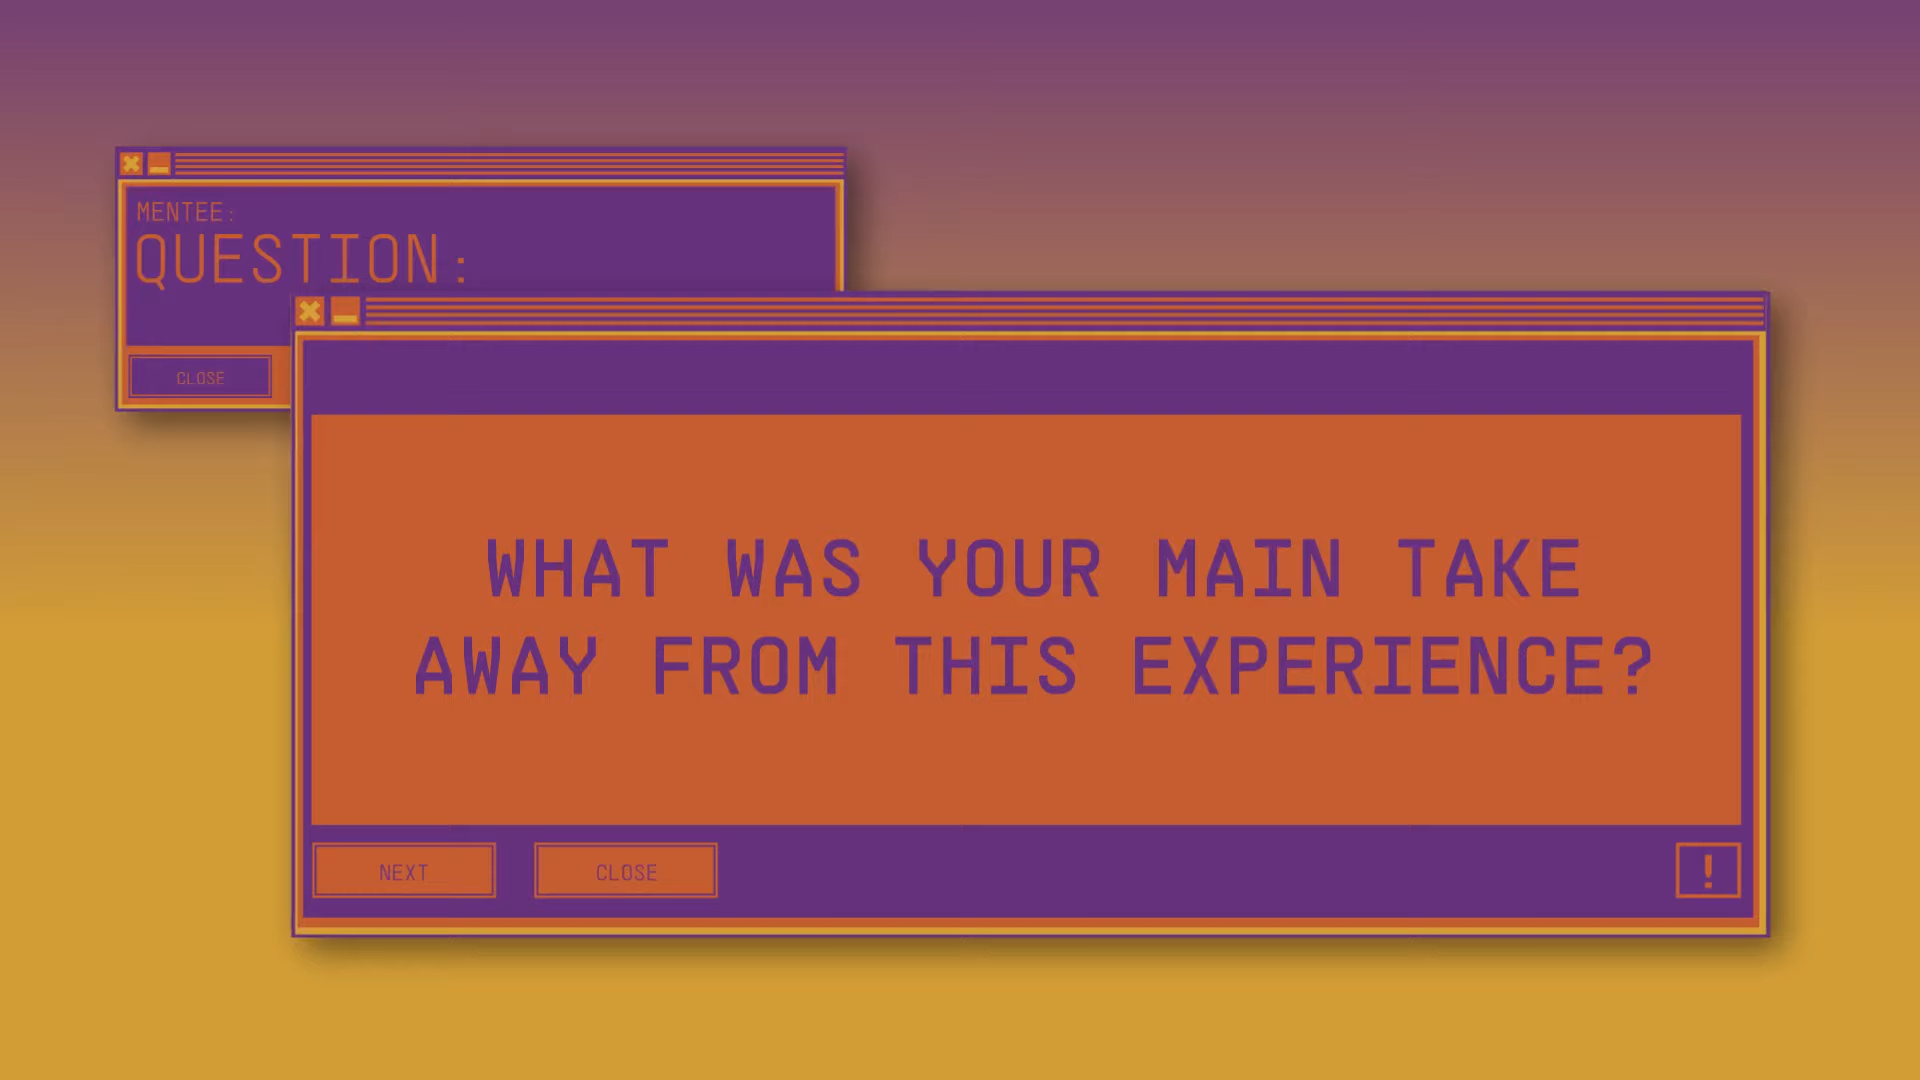 MENTEE:
QUESTION:
CLOSE
WHAT WAS YOUR MAIN TAKE
AWAY FROM THIS EXPERIENCE?
NEXT
CLOSE
!